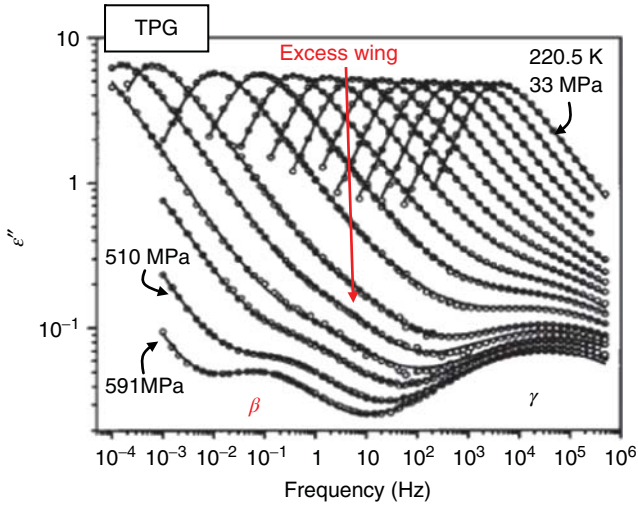 TPG
Excess wing
220.5 K
33 MPa
10
1
10⁻¹
ε″
510 MPa
591MPa
β
γ
10⁻⁴ 10⁻³ 10⁻² 10⁻¹ 1 10¹ 10² 10³ 10⁴ 10⁵ 10⁶
Frequency (Hz)